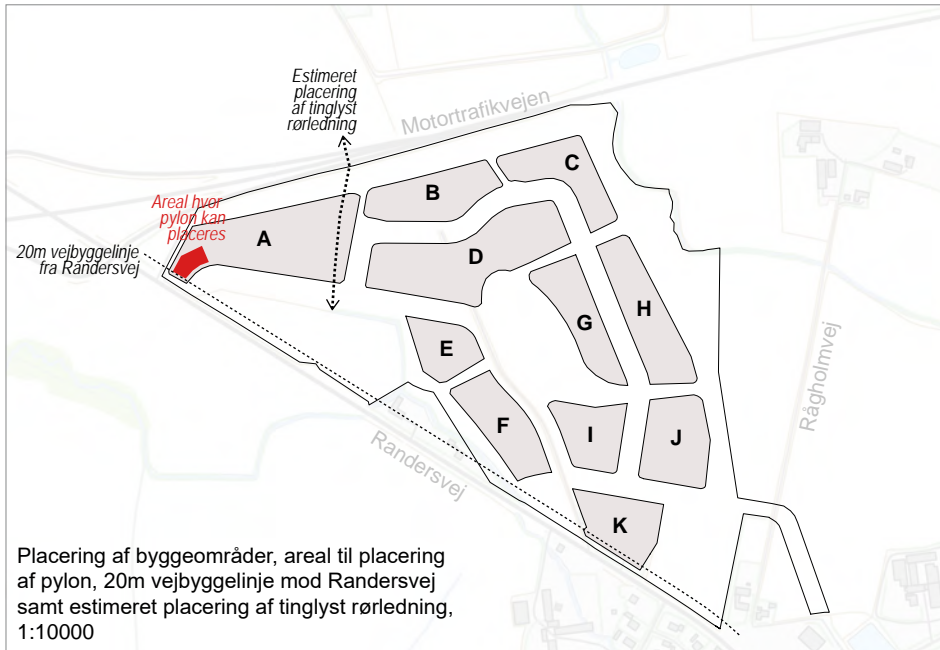 Estimeret
placering
af tinglyst
rørledning
Motortrafikvejen
Areal hvor
pylon kan
placeres
20m vejbyggelinje
fra Randersvej
A
B
C
D
E
F
G
H
I
J
K
Rågholmvej
Randersvej
Placering af byggeområder, areal til placering
af pylon, 20m vejbyggelinje mod Randersvej
samt estimeret placering af tinglyst rørledning,
1:10000